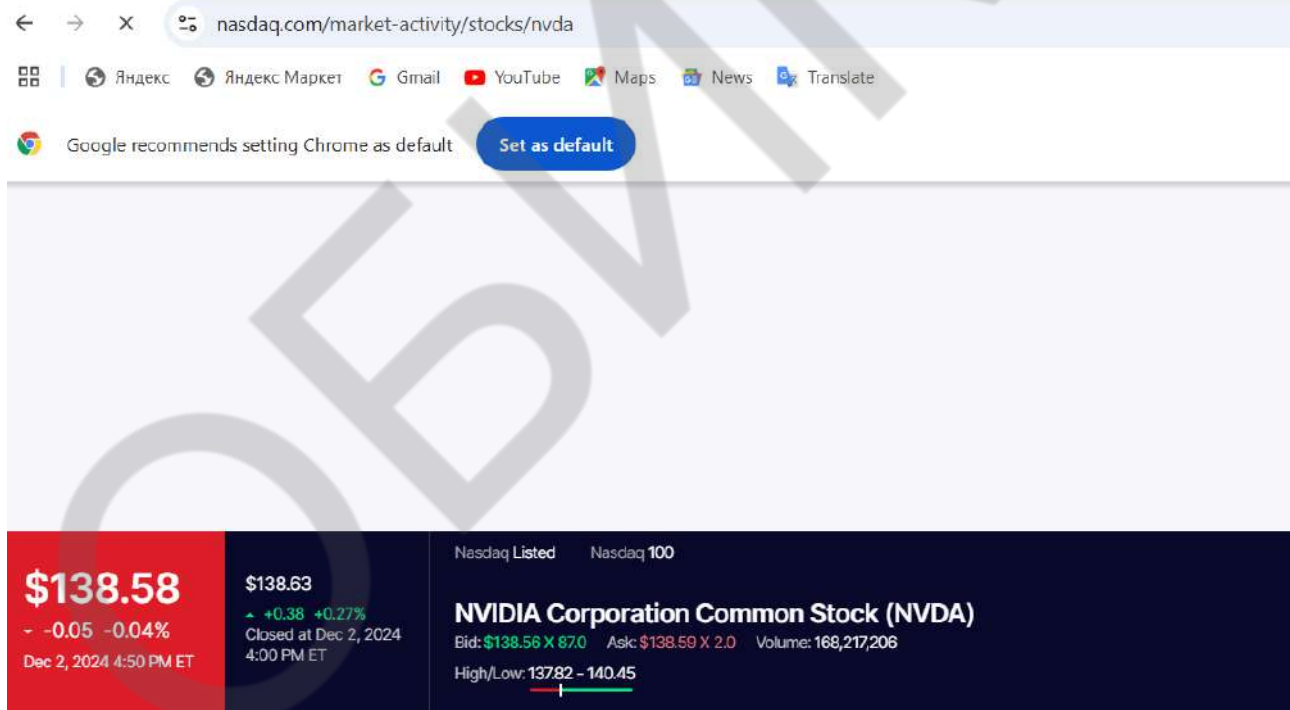 nasdaq.com/market-activity/stocks/nvda
Яндекс Яндекс Маркет Gmail YouTube Maps News Translate
Google recommends setting Chrome as default Set as default
Nasdaq Listed Nasdaq 100
$138.58
-0.05 -0.04%
Dec 2, 2024 4:50 PM ET
$138.63
+0.38 +0.27%
Closed at Dec 2, 2024
4:00 PM ET
NVIDIA Corporation Common Stock (NVDA)
Bid: $138.56 X 87.0 Ask: $138.59 X 2.0 Volume: 168,217,206
High/Low: 137.82 – 140.45